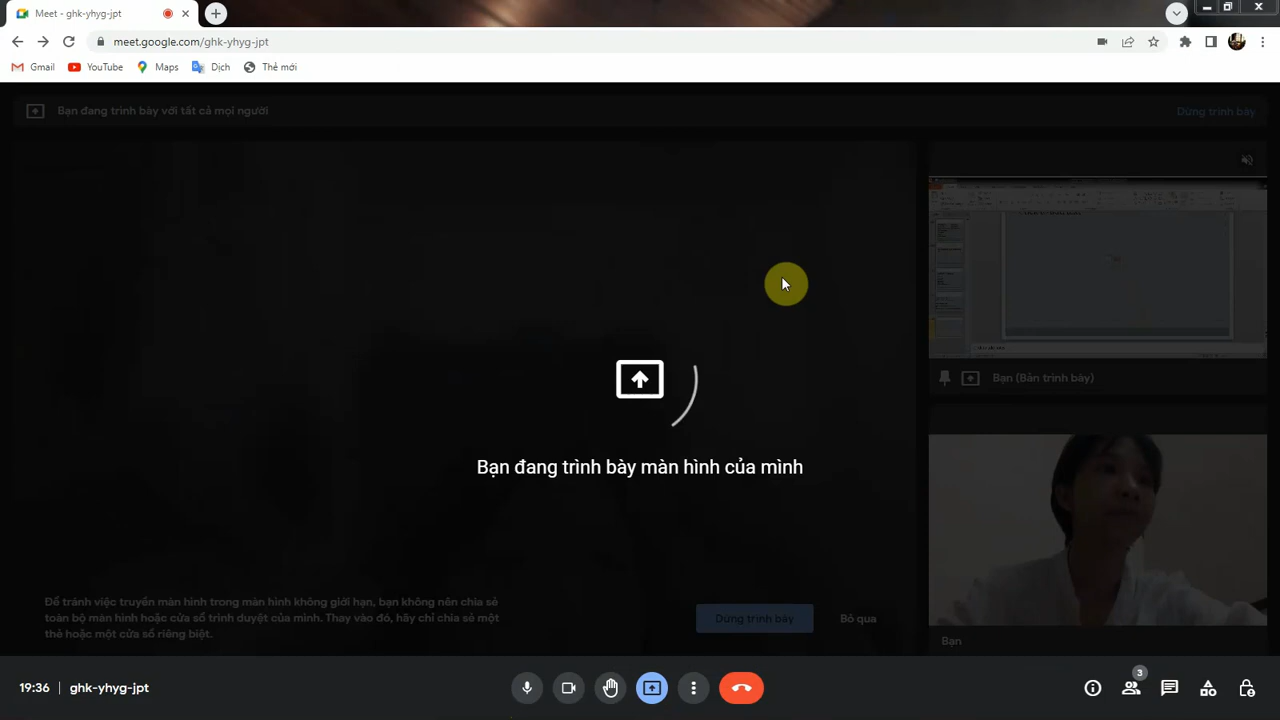 Meet - ghk-yhyg-jpt
meet.google.com/ghk-yhyg-jpt
Gmail YouTube Maps Dịch Thẻ mới
Bạn đang trình bày với tất cả mọi người
Dừng trình bày
Bạn (Bản trình bày)
Bạn đang trình bày màn hình của mình
Để tránh việc truyền màn hình trong màn hình không giới hạn, bạn không nên chia sẻ
toàn bộ màn hình hoặc cửa sổ trình duyệt của mình. Thay vào đó, hãy chỉ chia sẻ một
thẻ hoặc một cửa sổ riêng biệt.
Dừng trình bày
Bỏ qua
Bạn
19:36 | ghk-yhyg-jpt
3